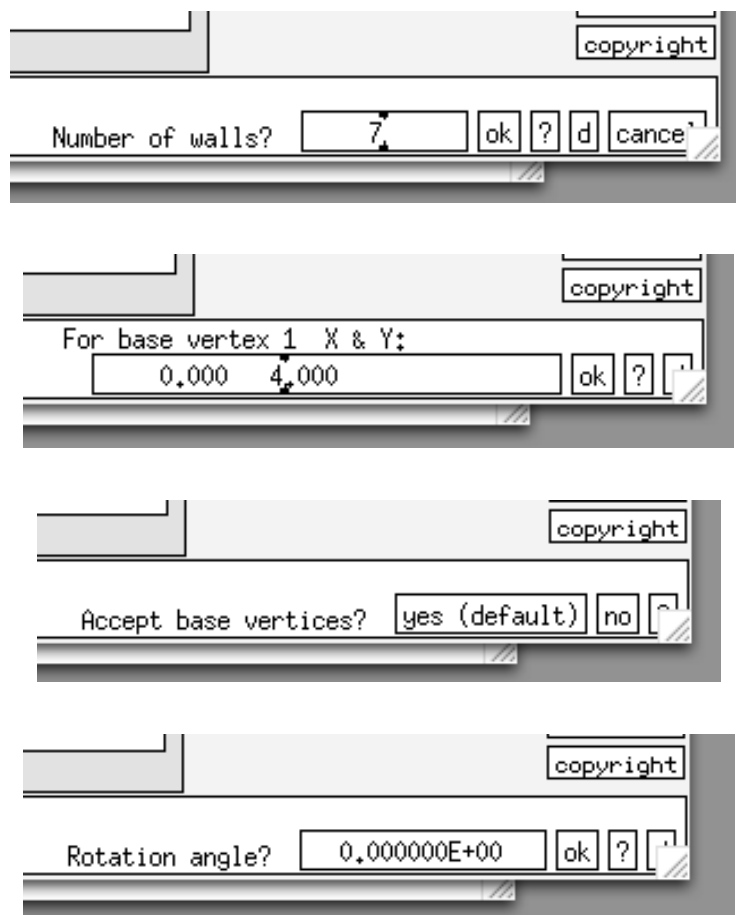 copyright
Number of walls? 7 ok ? d cancel
copyright
For base vertex 1 X & Y:
0.000 4.000 ok ?
copyright
Accept base vertices? yes (default) no ?
copyright
Rotation angle? 0.000000E+00 ok ?